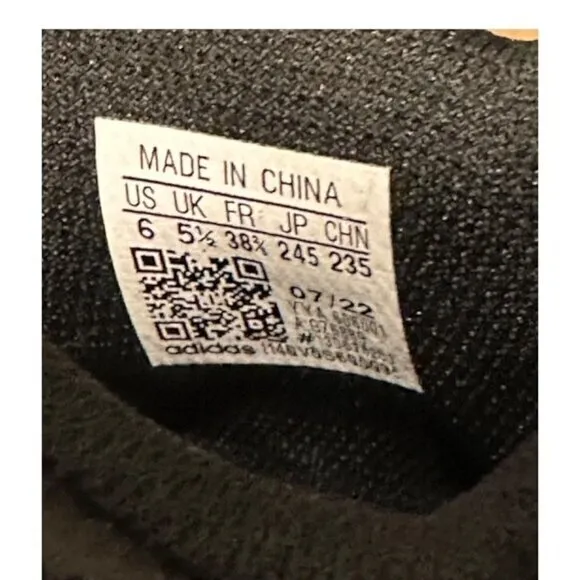 MADE IN CHINA
US UK FR JP CHN
6 5½ 38⅔ 245 235
07/22
adidas